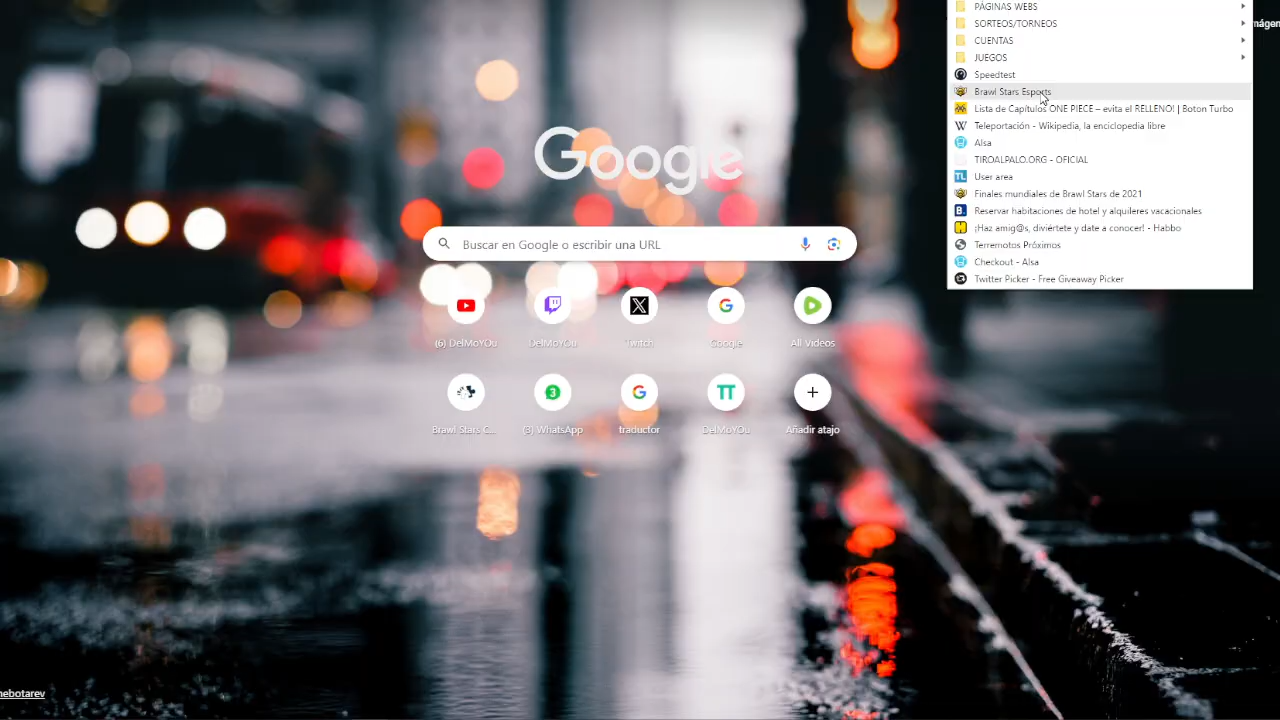 PÁGINAS WEBS
SORTEOS/TORNEOS
CUENTAS
JUEGOS
Speedtest
Brawl Stars Esports
Lista de Capítulos ONE PIECE – evita el RELLENO! | Boton Turbo
Teleportación - Wikipedia, la enciclopedia libre
Alsa
TIROALPALO.ORG - OFICIAL
TL User area
Finales mundiales de Brawl Stars de 2021
B. Reservar habitaciones de hotel y alquileres vacacionales
¡Haz amig@s, diviértete y date a conocer! - Habbo
Terremotos Próximos
Checkout - Alsa
Twitter Picker - Free Giveaway Picker
Google
Buscar en Google o escribir una URL
(6) DelMoYOu
DelMoYOu
Twitch
Google
All Videos
Brawl Stars C...
(3) WhatsApp
traductor
DelMoYOu
Añadir atajo
nebotarev